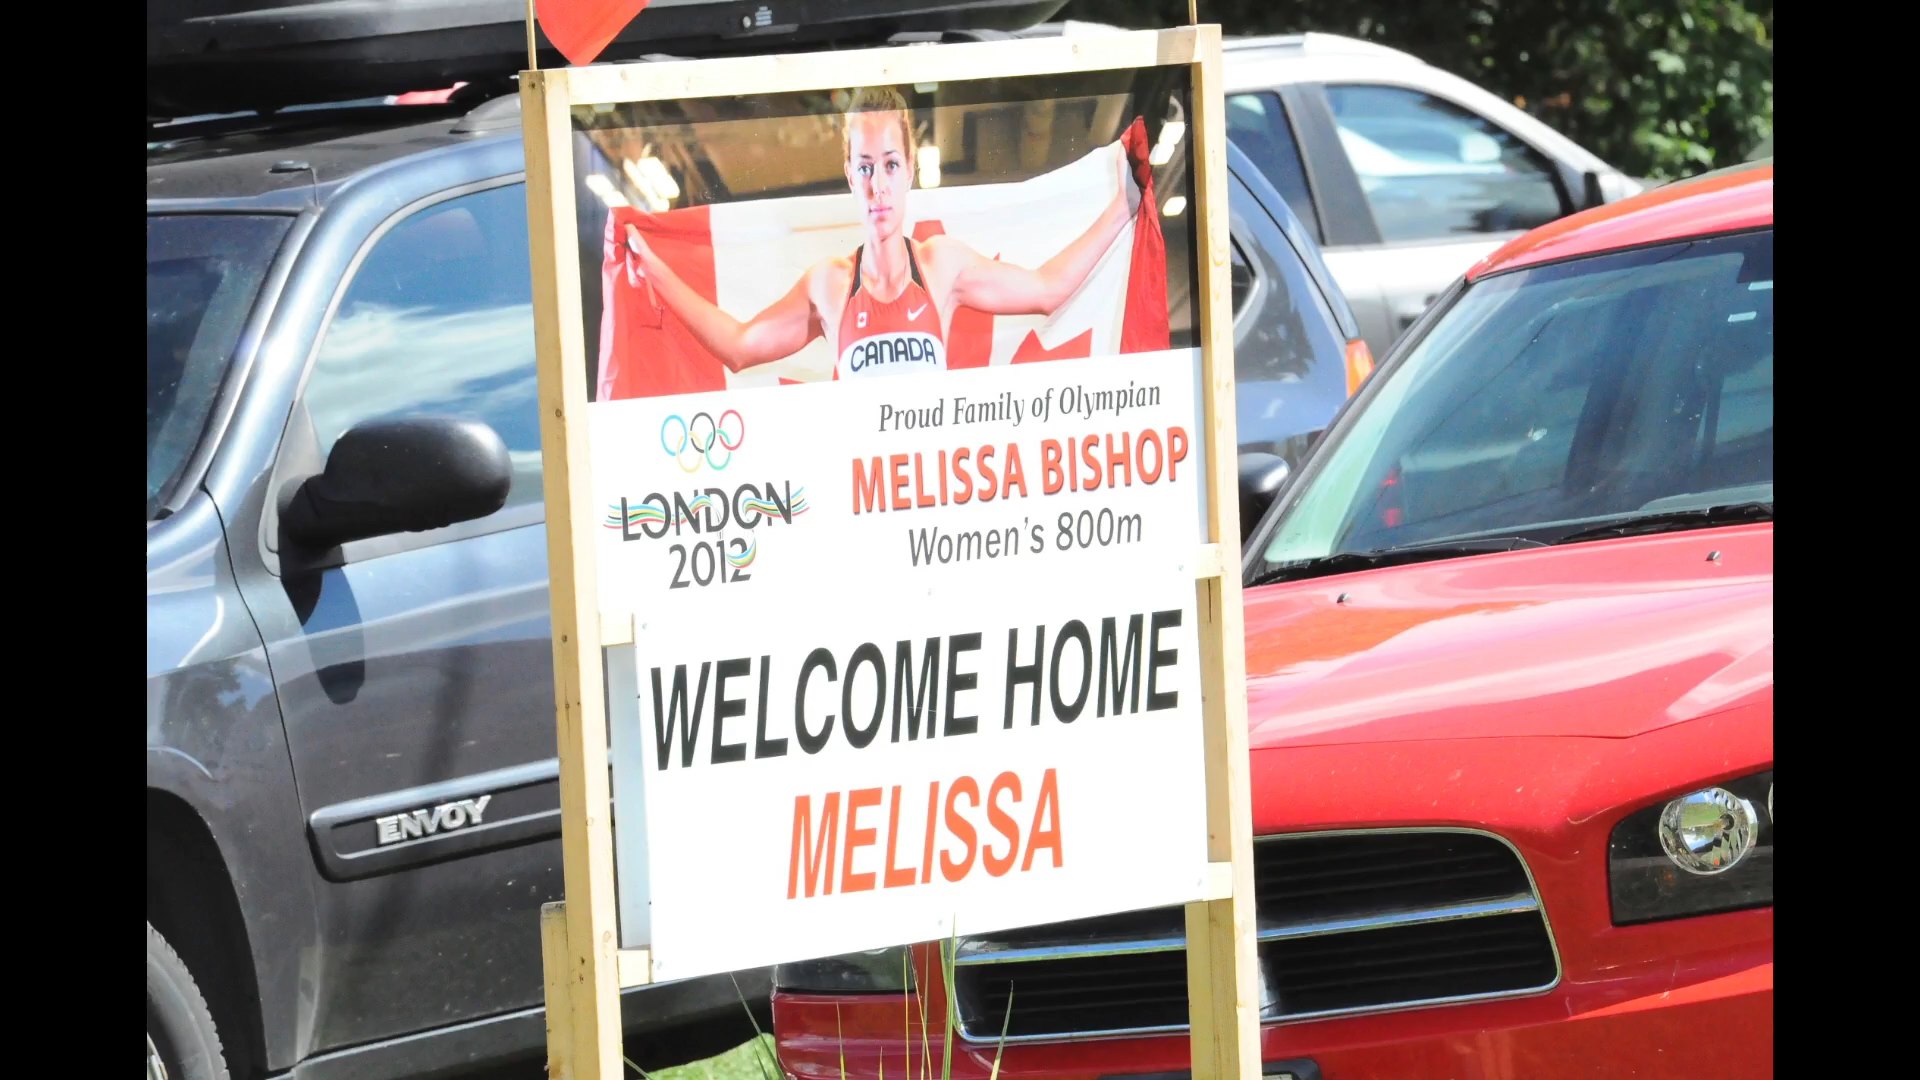 CANADA
Proud Family of Olympian
MELISSA BISHOP
Women's 800m
LONDON
2012
WELCOME HOME
MELISSA
ENVOY